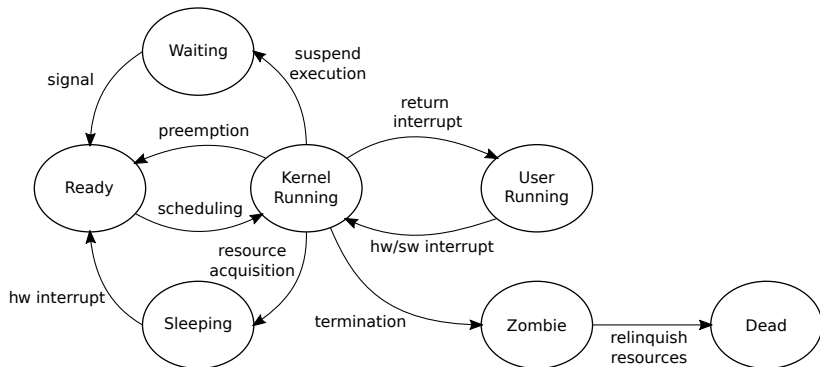 Waiting
suspend
execution
signal
return
interrupt
preemption
Ready
Kernel
Running
User
Running
scheduling
hw/sw interrupt
resource
acquisition
hw interrupt
Sleeping
termination
Zombie
relinquish
resources
Dead